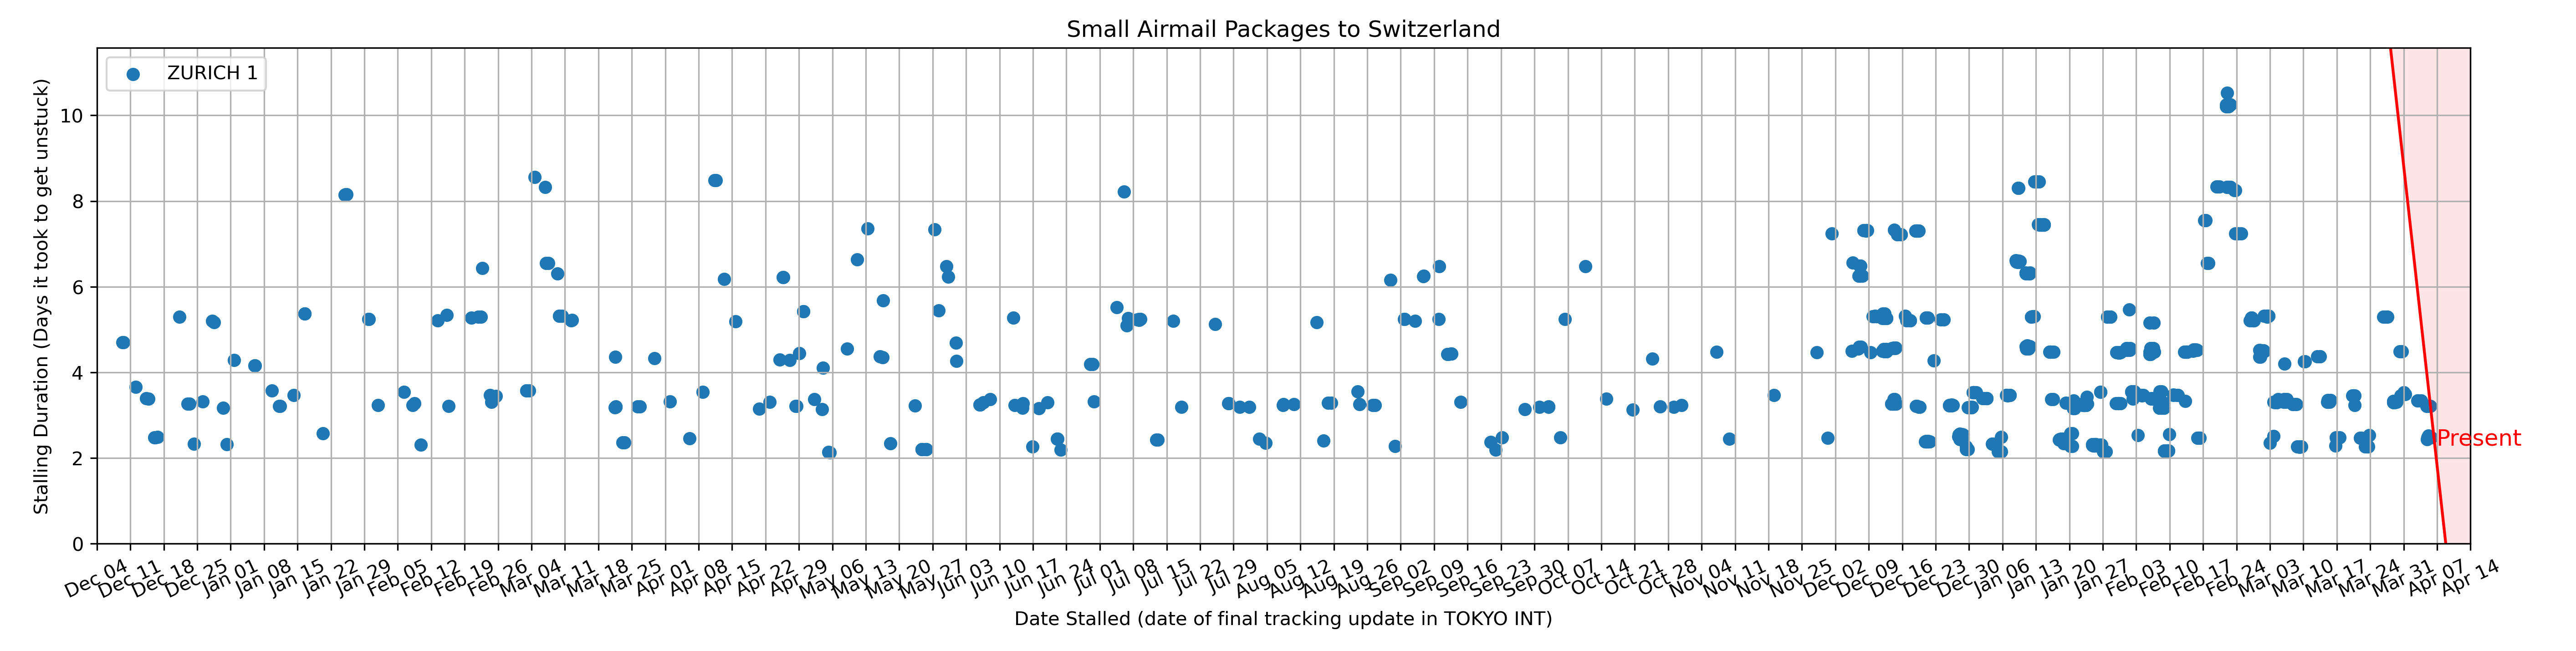 Small Airmail Packages to Switzerland
ZURICH 1
Stalling Duration (Days it took to get unstuck)
10
8
6
4
2
0
Present
Dec 04
Dec 11
Dec 18
Dec 25
Jan 01
Jan 08
Jan 15
Jan 22
Jan 29
Feb 05
Feb 12
Feb 19
Feb 26
Mar 04
Mar 11
Mar 18
Mar 25
Apr 01
Apr 08
Apr 15
Apr 22
Apr 29
May 06
May 13
May 20
May 27
Jun 03
Jun 10
Jun 17
Jun 24
Jul 01
Jul 08
Jul 15
Jul 22
Jul 29
Aug 05
Aug 12
Aug 19
Aug 26
Sep 02
Sep 09
Sep 16
Sep 23
Sep 30
Oct 07
Oct 14
Oct 21
Oct 28
Nov 04
Nov 11
Nov 18
Nov 25
Dec 02
Dec 09
Dec 16
Dec 23
Dec 30
Jan 06
Jan 13
Jan 20
Jan 27
Feb 03
Feb 10
Feb 17
Feb 24
Mar 03
Mar 10
Mar 17
Mar 24
Mar 31
Apr 07
Apr 14
Date Stalled (date of final tracking update in TOKYO INT)